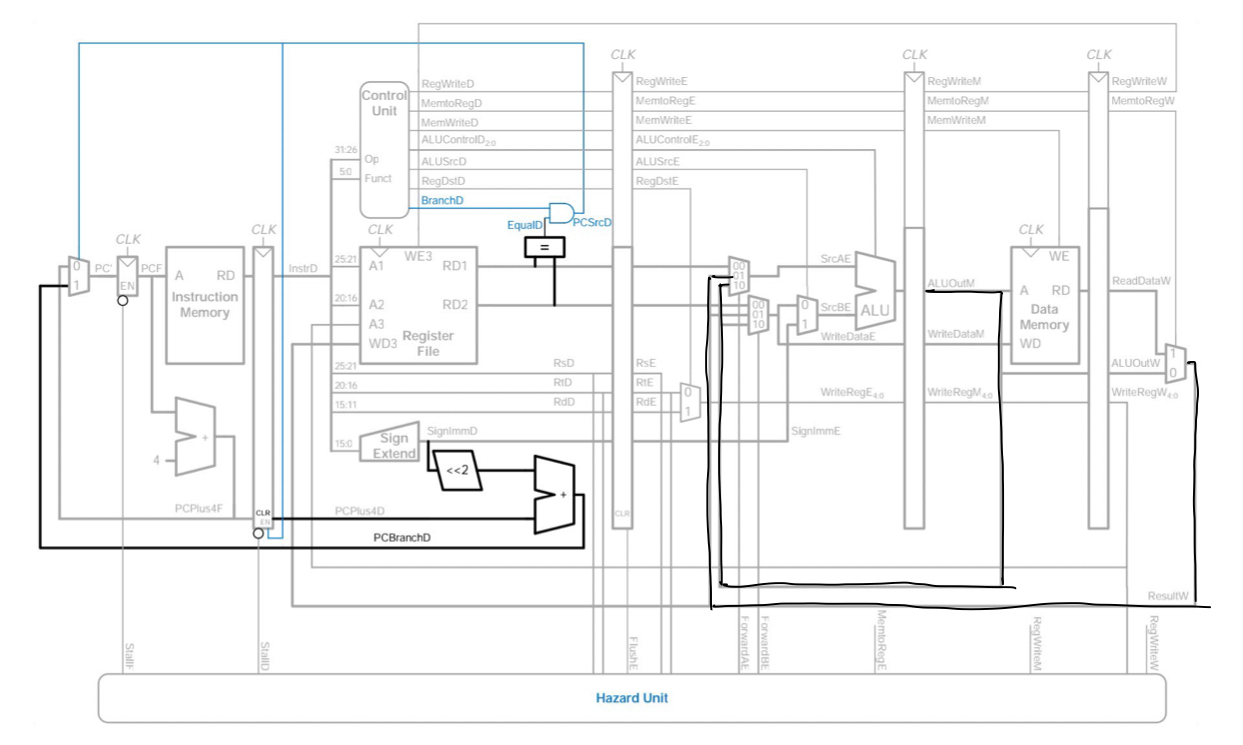 CLK CLK CLK
RegWriteD RegWriteE RegWriteM RegWriteW
Control Unit
MemtoRegD MemtoRegE MemtoRegM MemtoRegW
MemWriteD MemWriteE MemWriteM
ALUControlD2:0 ALUControlE2:0
31:26 Op ALUSrcD ALUSrcE
5:0 Funct RegDstD RegDstE
BranchD
EqualD PCSrcD
CLK CLK CLK
=
WE3 WE
0 PC' PCF A RD InstrD 25:21 A1 RD1 00 SrcAE
1 EN 01
10 ALUOutM A RD ReadDataW
Instruction Memory
20:16 A2 RD2 00 0 SrcBE ALU Data Memory
A3 01 1
WD3 Register File 10 WriteDataE WriteDataM WD 1
25:21 RsD RsE ALUOutW 0
20:16 RtD RtE 0 WriteRegE4:0 WriteRegM4:0 WriteRegW4:0
15:11 RdD RdE 1
SignImmD SignImmE
15:0 Sign Extend
+
4 <<2
+
PCPlus4F CLR PCPlus4D CLR
EN
PCBranchD
ResultW
StallF StallD FlushE ForwardAE ForwardBE MemtoRegE RegWriteM RegWriteW
Hazard Unit